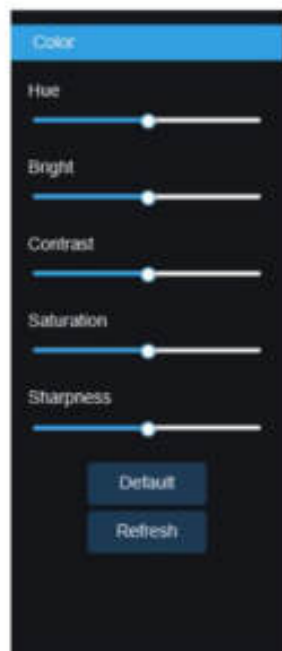 Color
Hue
Bright
Contrast
Saturation
Sharpness
Default
Refresh